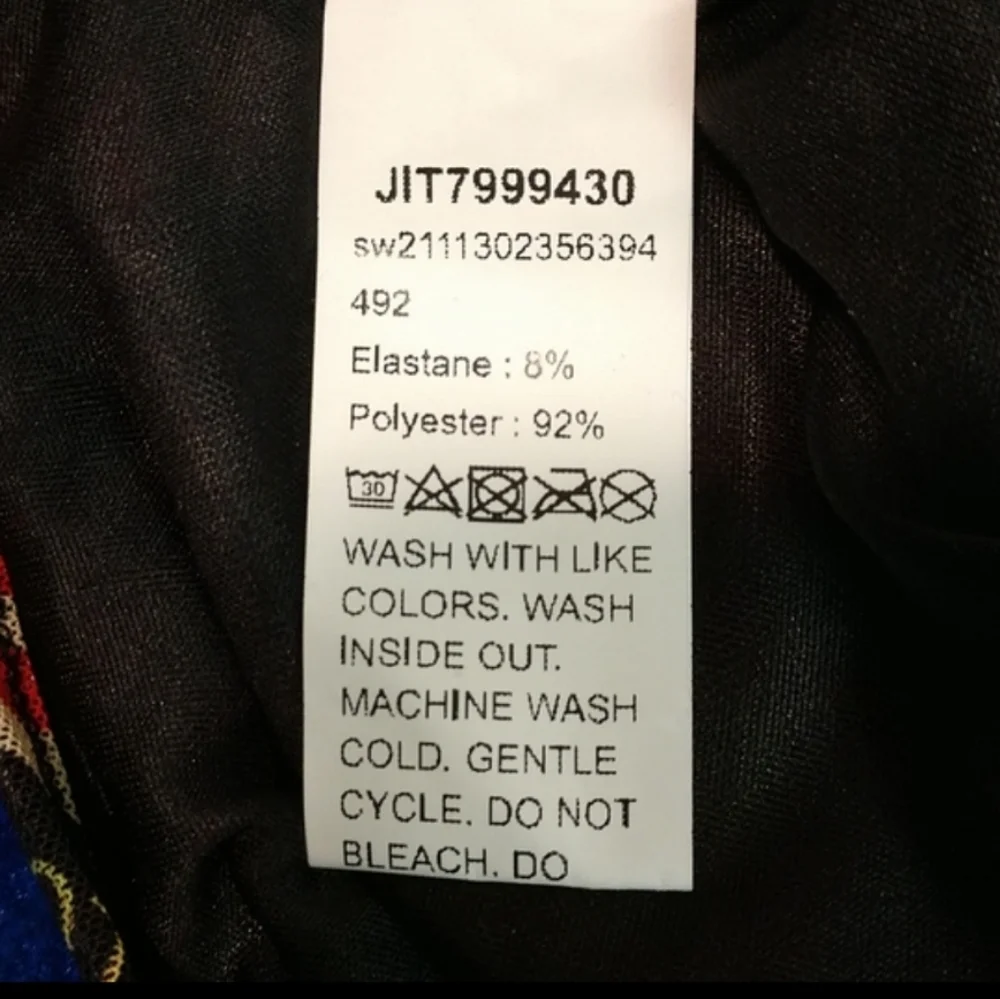 JIT7999430
sw2111302356394
492
Elastane : 8%
Polyester : 92%
30
WASH WITH LIKE
COLORS. WASH
INSIDE OUT.
MACHINE WASH
COLD. GENTLE
CYCLE. DO NOT
BLEACH. DO